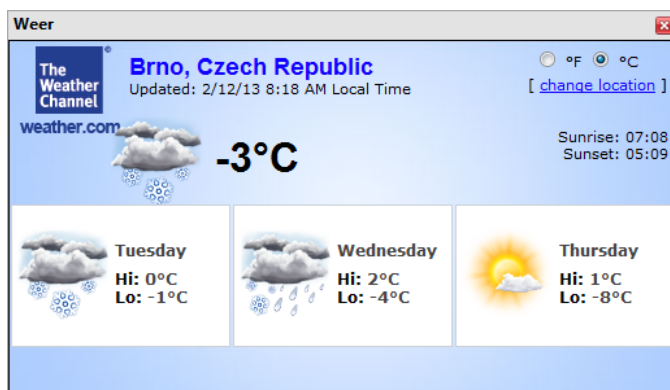 Weer
The
Weather
Channel
weather.com
Brno, Czech Republic
Updated: 2/12/13 8:18 AM Local Time
°F °C
[ change location ]
-3°C
Sunrise: 07:08
Sunset: 05:09
Tuesday
Hi: 0°C
Lo: -1°C
Wednesday
Hi: 2°C
Lo: -4°C
Thursday
Hi: 1°C
Lo: -8°C